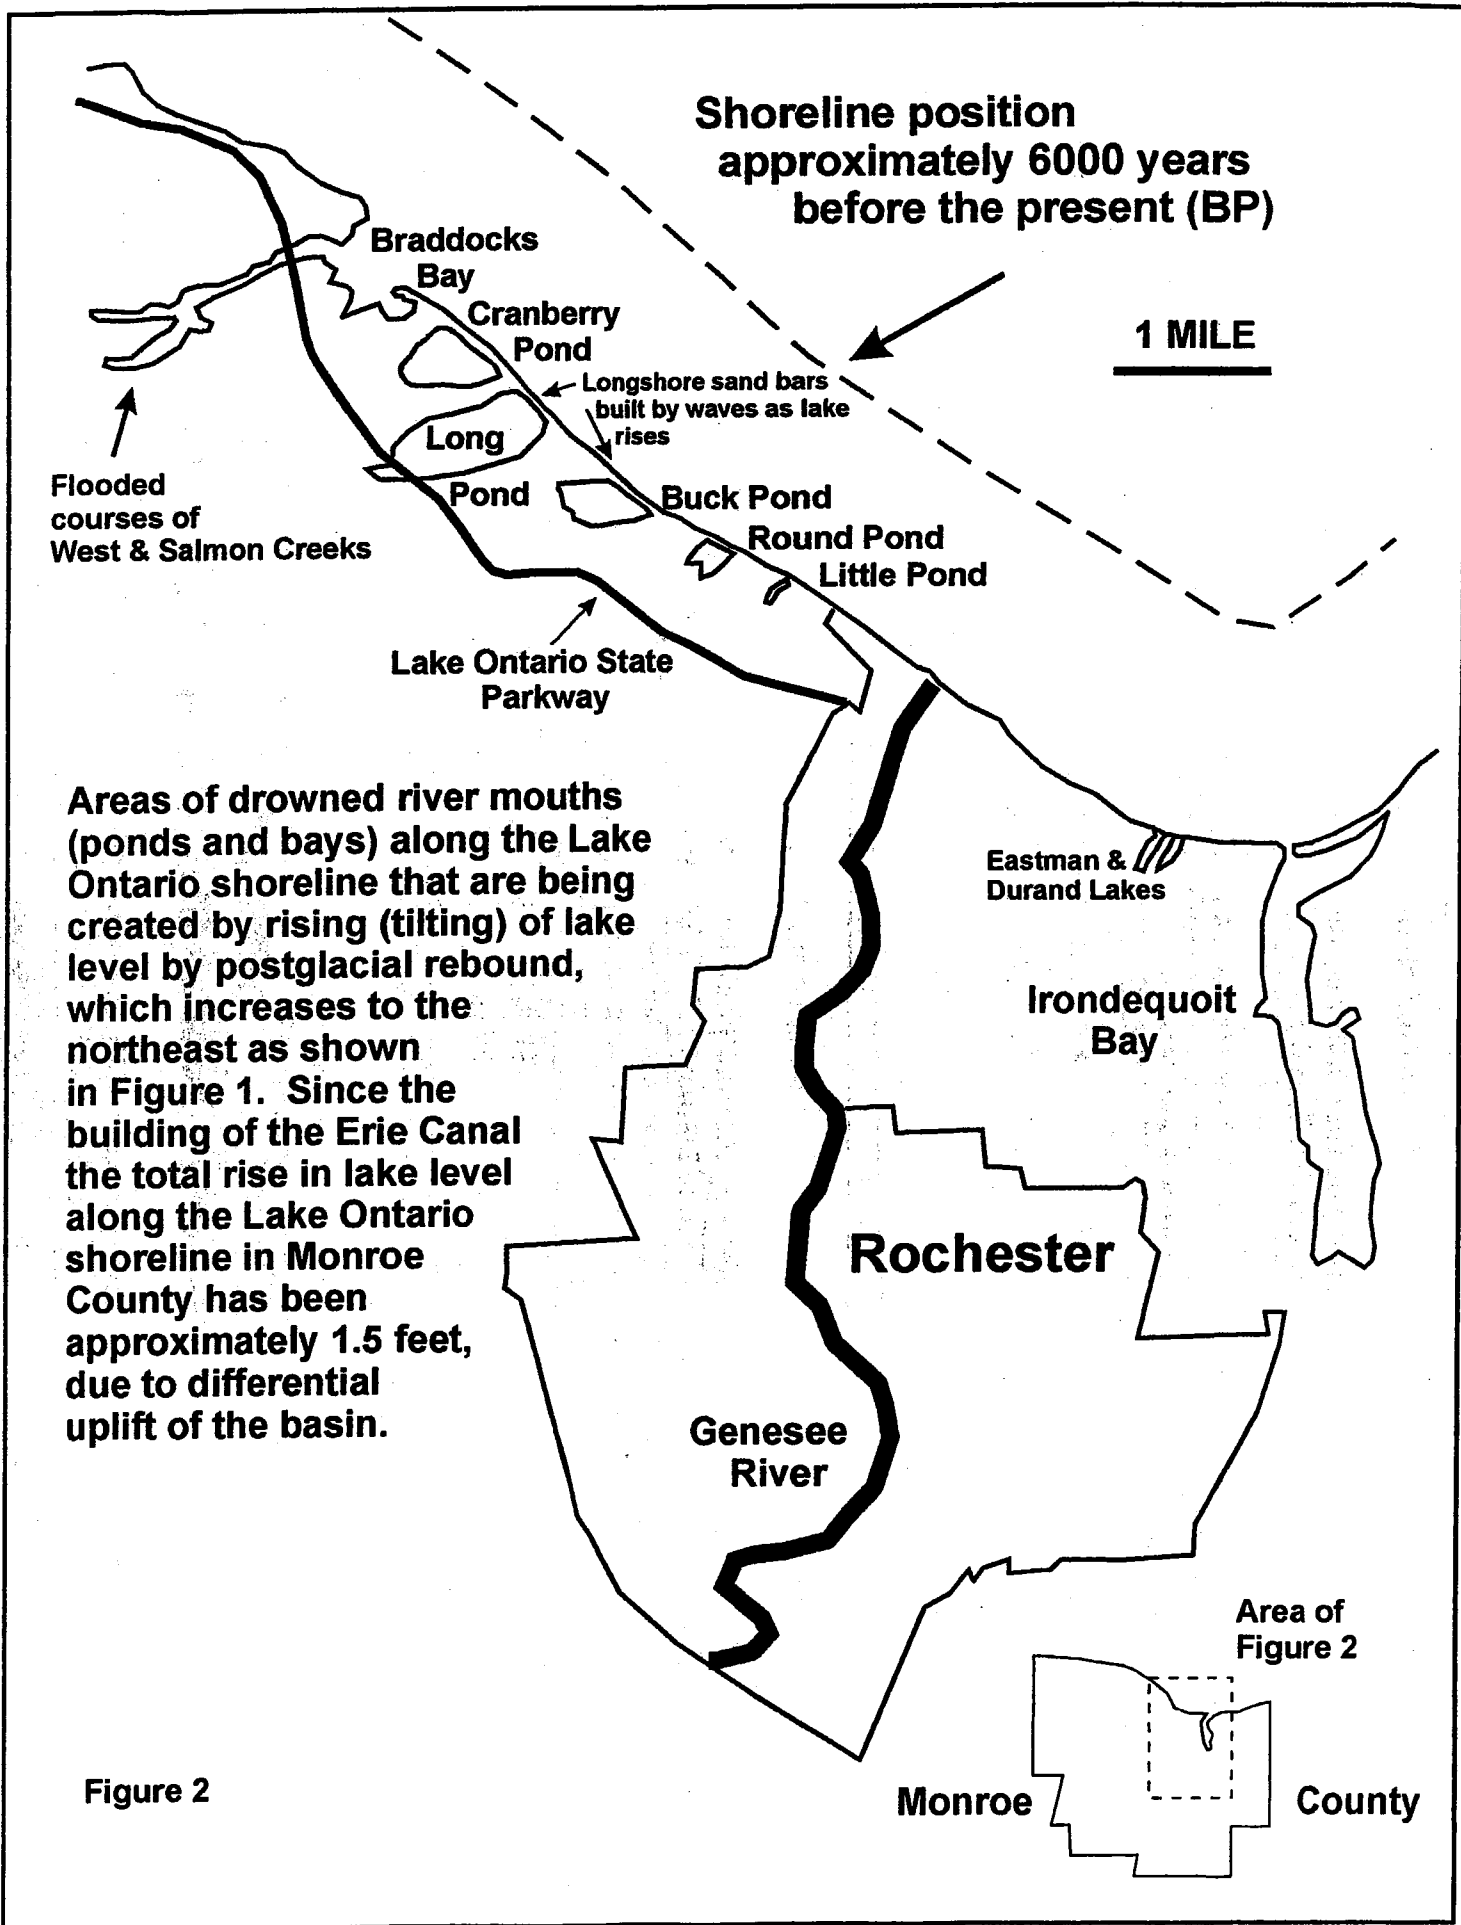 Shoreline position
approximately 6000 years
before the present (BP)
Braddocks
Bay
Cranberry
Pond
1 MILE
Longshore sand bars
built by waves as lake
rises
Long
Pond
Flooded
courses of
West & Salmon Creeks
Buck Pond
Round Pond
Little Pond
Lake Ontario State
Parkway
Areas of drowned river mouths
(ponds and bays) along the Lake
Ontario shoreline that are being
created by rising (tilting) of lake
level by postglacial rebound,
which increases to the
northeast as shown
in Figure 1. Since the
building of the Erie Canal
the total rise in lake level
along the Lake Ontario
shoreline in Monroe
County has been
approximately 1.5 feet,
due to differential
uplift of the basin.
Eastman &
Durand Lakes
Irondequoit
Bay
Rochester
Genesee
River
Area of
Figure 2
Monroe County
Figure 2